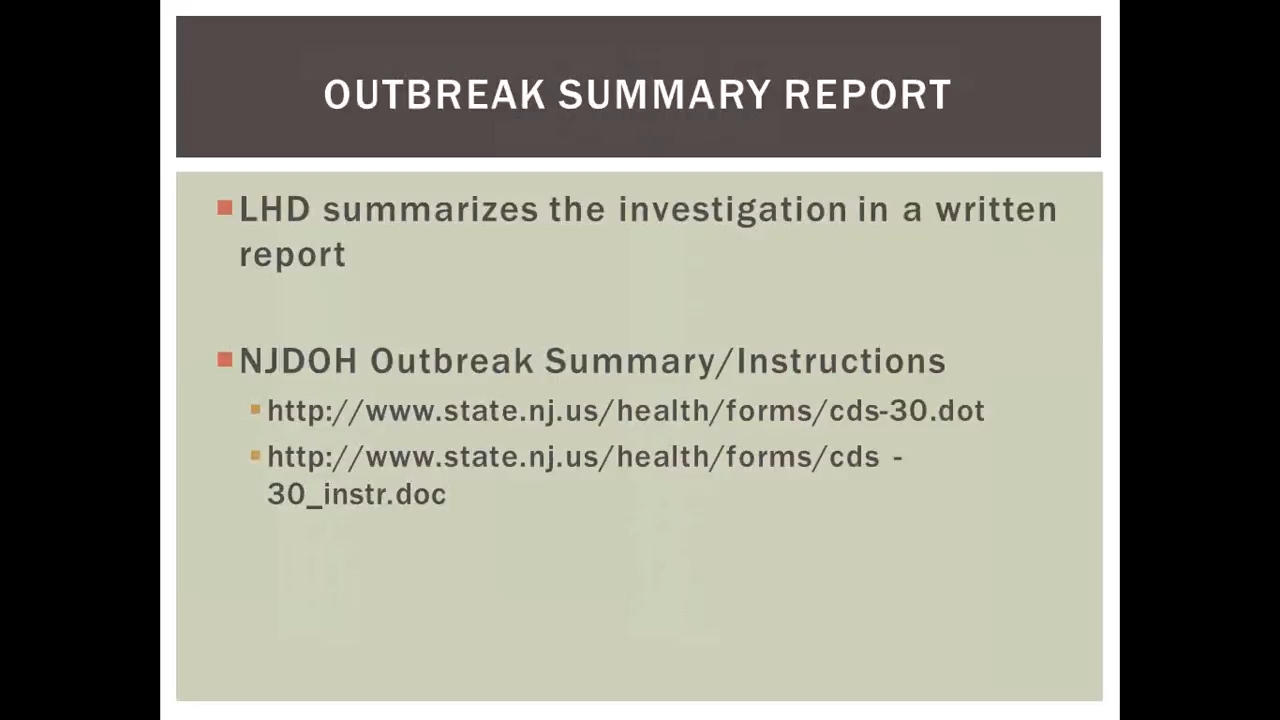 OUTBREAK SUMMARY REPORT
LHD summarizes the investigation in a written
report
NJDOH Outbreak Summary/Instructions
http://www.state.nj.us/health/forms/cds-30.dot
http://www.state.nj.us/health/forms/cds -
30_instr.doc